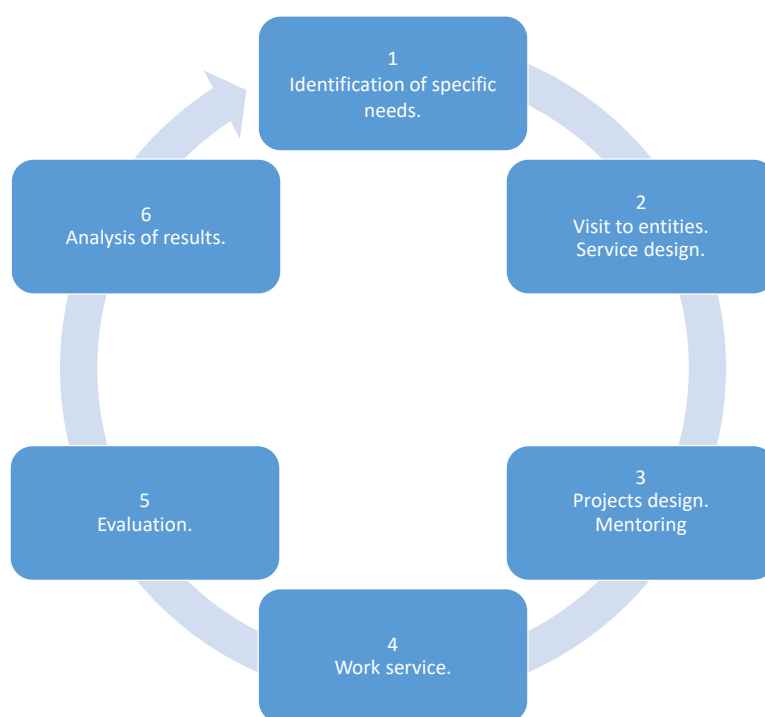 1
Identification of specific
needs.
2
Visit to entities.
Service design.
3
Projects design.
Mentoring
4
Work service.
5
Evaluation.
6
Analysis of results.